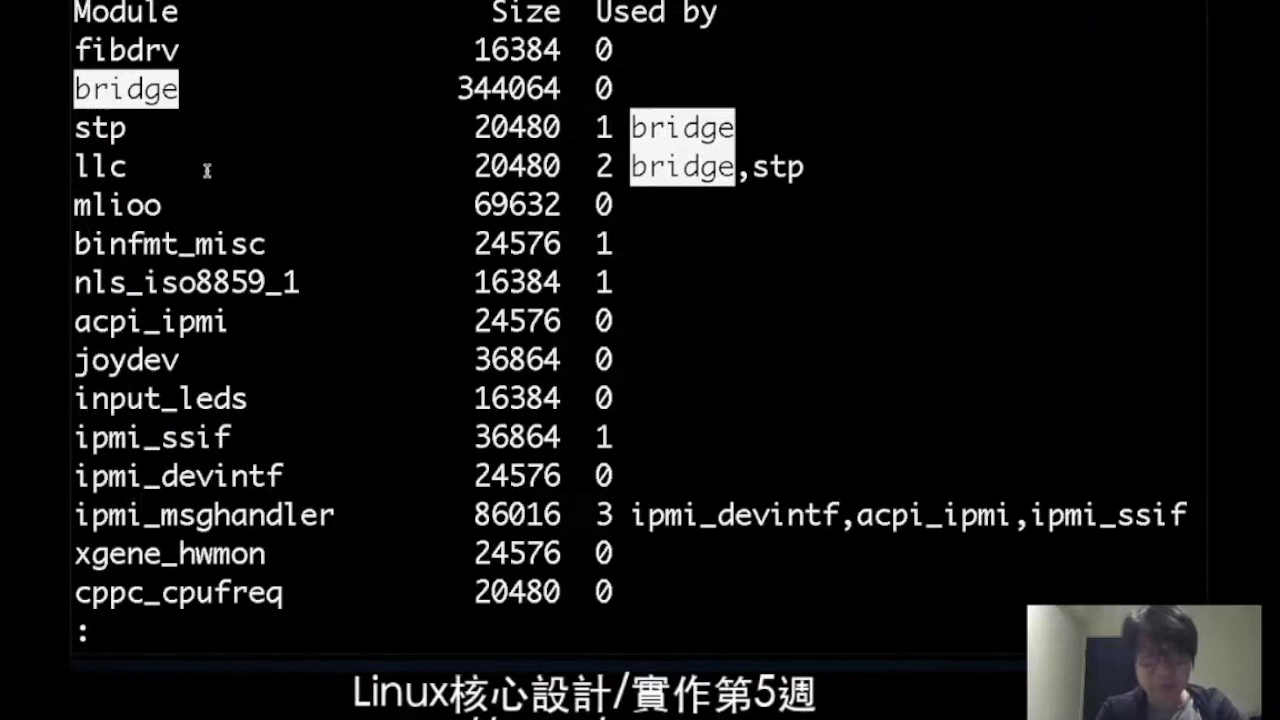 Module Size Used by
fibdrv 16384 0
bridge 344064 0
stp 20480 1 bridge
llc 20480 2 bridge,stp
mlioo 69632 0
binfmt_misc 24576 1
nls_iso8859_1 16384 1
acpi_ipmi 24576 0
joydev 36864 0
input_leds 16384 0
ipmi_ssif 36864 1
ipmi_devintf 24576 0
ipmi_msghandler 86016 3 ipmi_devintf,acpi_ipmi,ipmi_ssif
xgene_hwmon 24576 0
cppc_cpufreq 20480 0
:
Linux核心設計/實作第5週